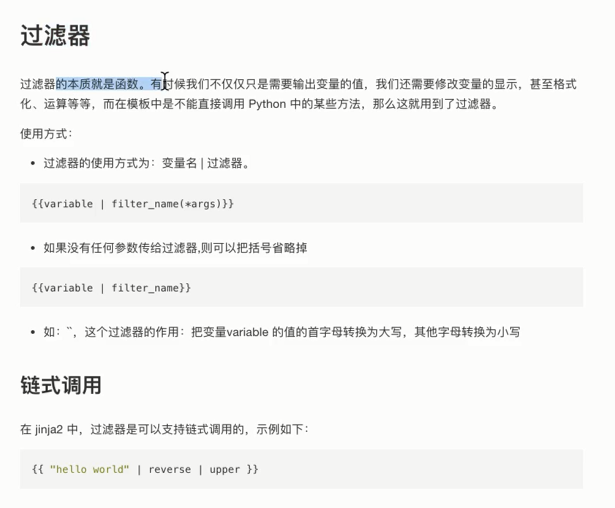 过滤器
过滤器的本质就是函数。有时候我们不仅仅只是需要输出变量的值，我们还需要修改变量的显示，甚至格式
化、运算等等，而在模板中是不能直接调用 Python 中的某些方法，那么这就用到了过滤器。
使用方式：
• 过滤器的使用方式为：变量名 | 过滤器。
{{variable | filter_name(*args)}}
• 如果没有任何参数传给过滤器,则可以把括号省略掉
{{variable | filter_name}}
• 如：``，这个过滤器的作用：把变量variable 的值的首字母转换为大写，其他字母转换为小写
链式调用
在 jinja2 中，过滤器是可以支持链式调用的，示例如下：
{{ "hello world" | reverse | upper }}